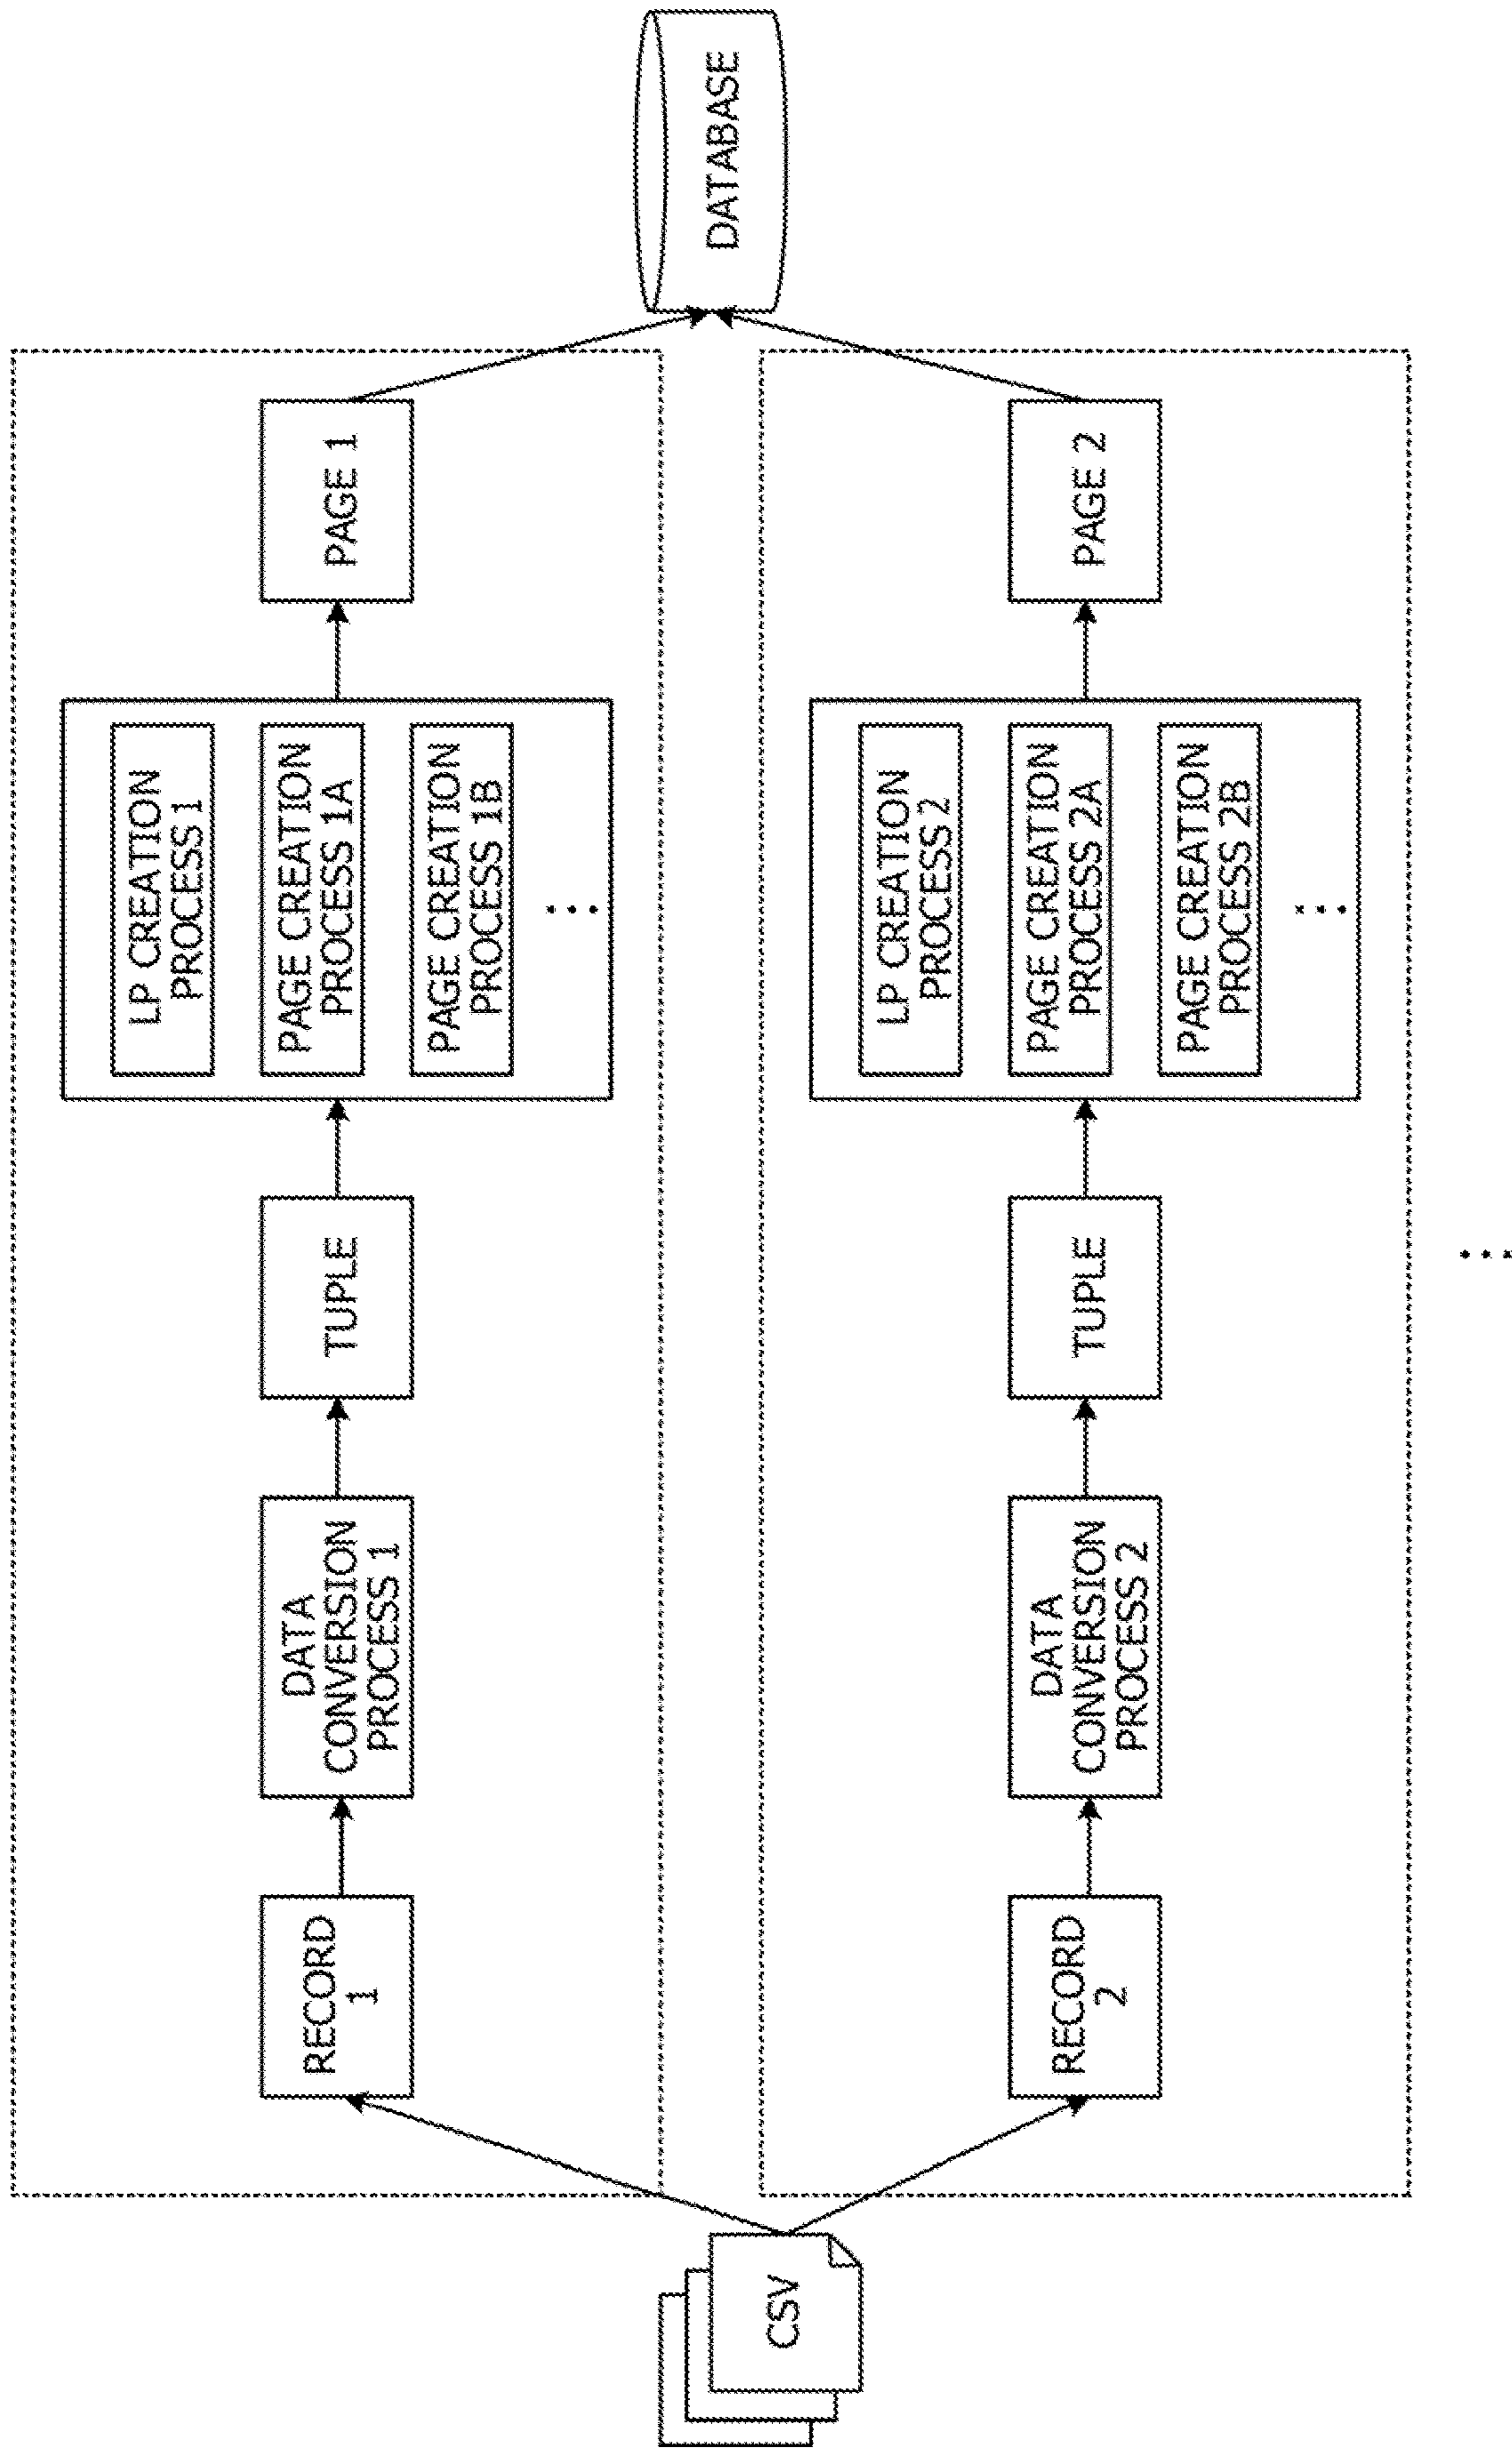 CSV
RECORD
1
DATA
CONVERSION
PROCESS 1
TUPLE
LP CREATION
PROCESS 1
PAGE CREATION
PROCESS 1A
PAGE CREATION
PROCESS 1B
...
PAGE 1
RECORD
2
DATA
CONVERSION
PROCESS 2
TUPLE
LP CREATION
PROCESS 2
PAGE CREATION
PROCESS 2A
PAGE CREATION
PROCESS 2B
...
PAGE 2
DATABASE
...